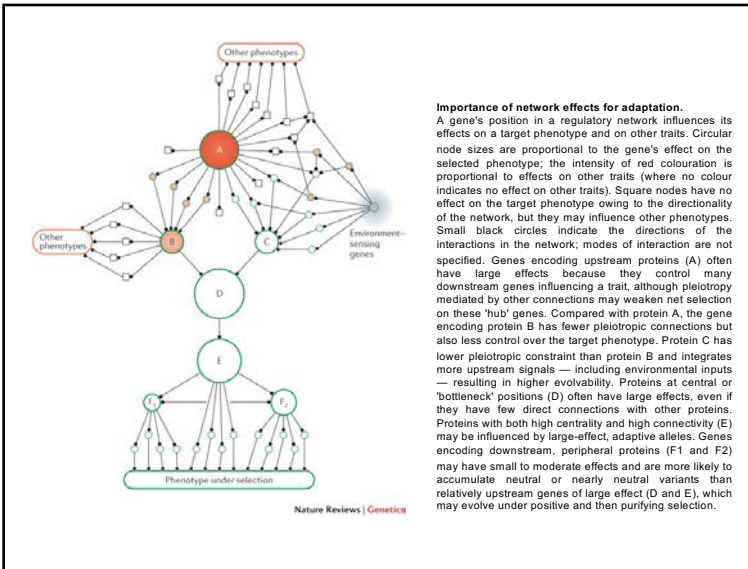 Other phenotypes
A
Other
phenotypes
B
C
Environment-
sensing
genes
D
E
F1
F2
Phenotype under selection
Nature Reviews | Genetics
Importance of network effects for adaptation.
A gene's position in a regulatory network influences its
effects on a target phenotype and on other traits. Circular
node sizes are proportional to the gene's effect on the
selected phenotype; the intensity of red colouration is
proportional to effects on other traits (where no colour
indicates no effect on other traits). Square nodes have no
effect on the target phenotype owing to the directionality
of the network, but they may influence other phenotypes.
Small black circles indicate the directions of the
interactions in the network; modes of interaction are not
specified. Genes encoding upstream proteins (A) often
have large effects because they control many
downstream genes influencing a trait, although pleiotropy
mediated by other connections may weaken net selection
on these 'hub' genes. Compared with protein A, the gene
encoding protein B has fewer pleiotropic connections but
also less control over the target phenotype. Protein C has
lower pleiotropic constraint than protein B and integrates
more upstream signals — including environmental inputs
— resulting in higher evolvability. Proteins at central or
'bottleneck' positions (D) often have large effects, even if
they have few direct connections with other proteins.
Proteins with both high centrality and high connectivity (E)
may be influenced by large-effect, adaptive alleles. Genes
encoding downstream, peripheral proteins (F1 and F2)
may have small to moderate effects and are more likely to
accumulate neutral or nearly neutral variants than
relatively upstream genes of large effect (D and E), which
may evolve under positive and then purifying selection.